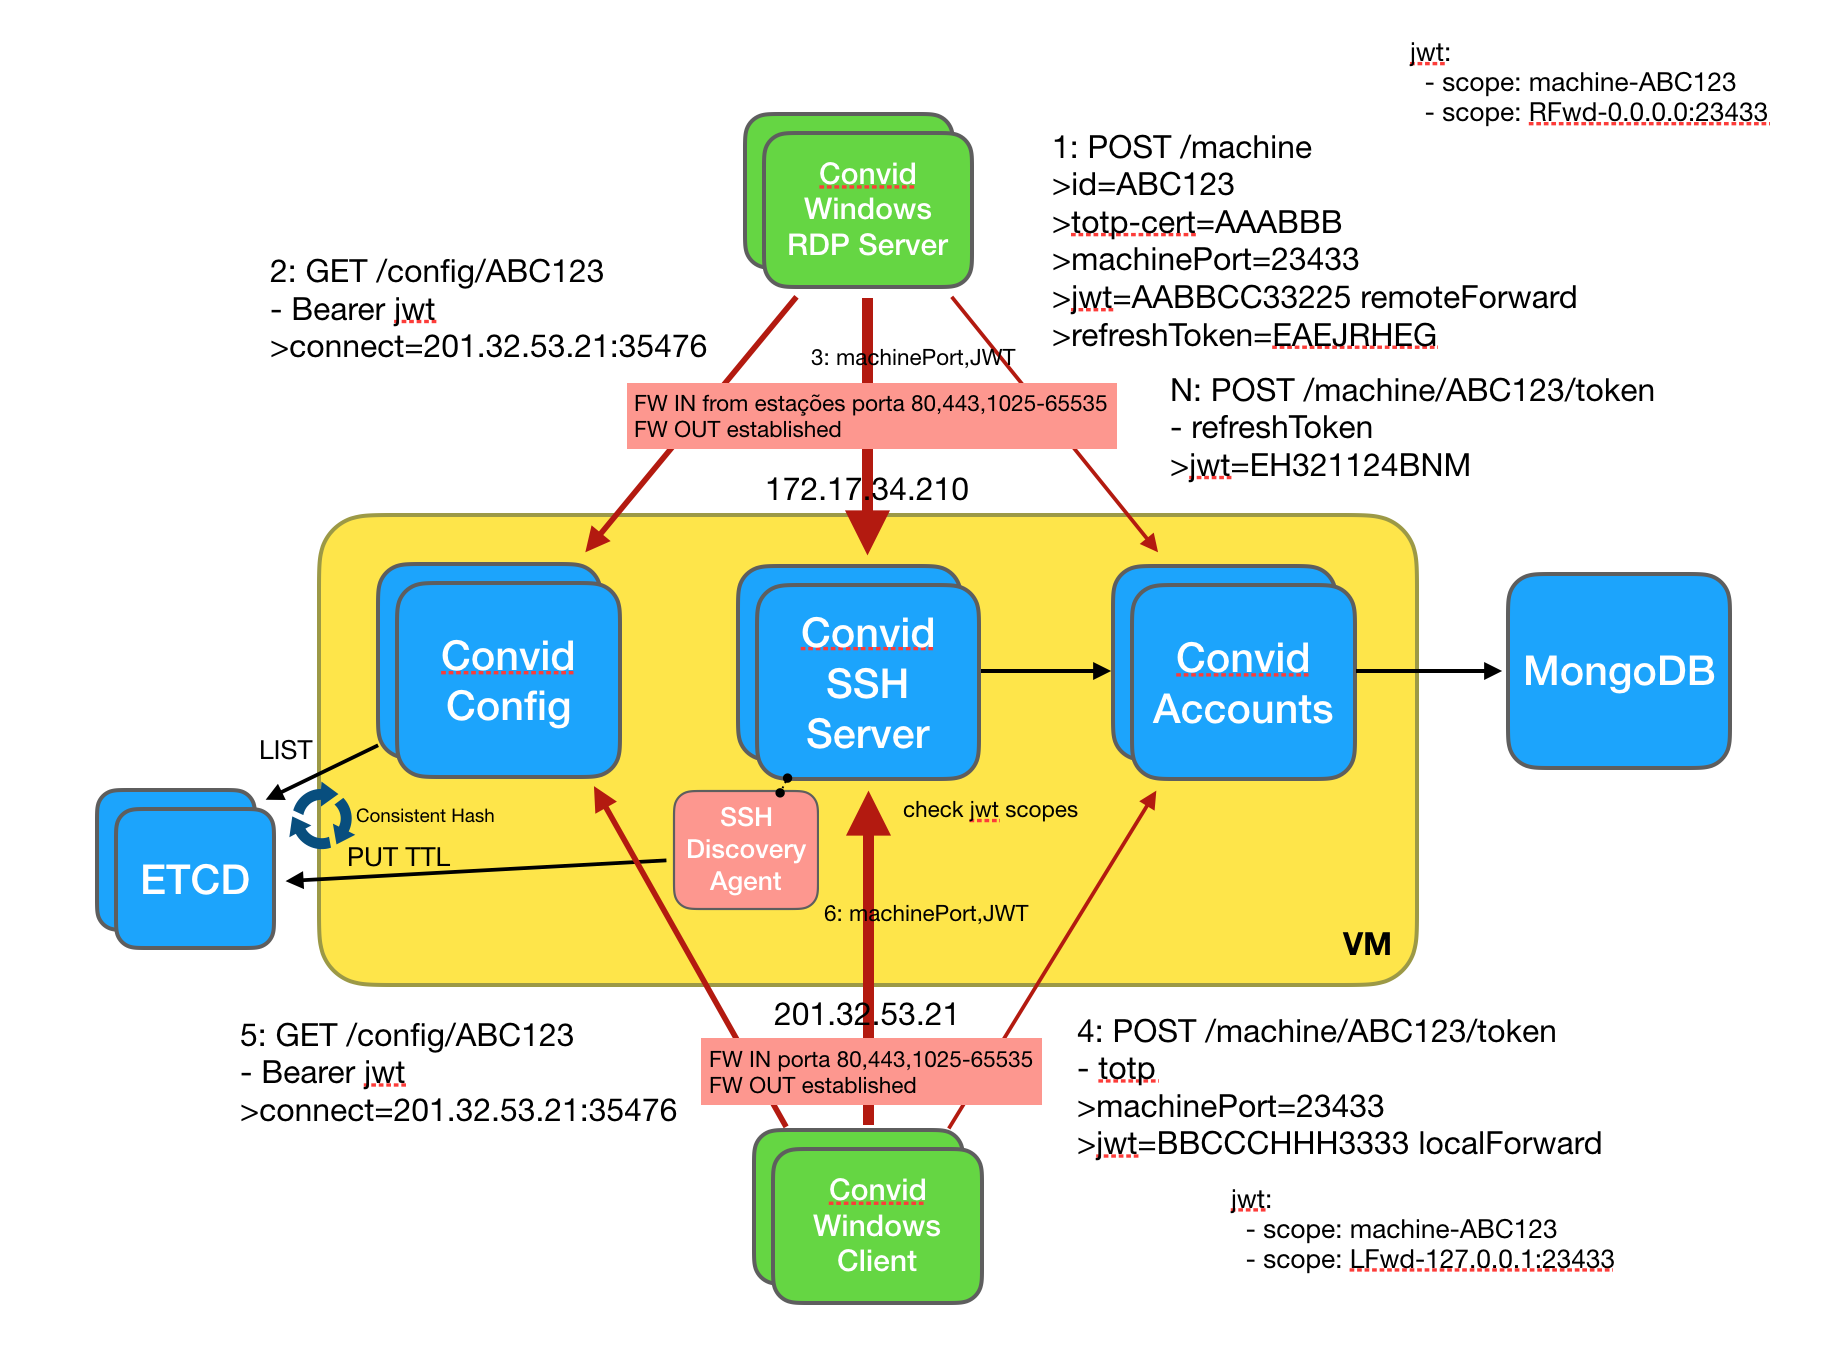 jwt:
- scope: machine-ABC123
- scope: RFwd-0.0.0.0:23433
Convid
Windows
RDP Server
1: POST /machine
>id=ABC123
>totp-cert=AAABBB
>machinePort=23433
>jwt=AABBCC33225 remoteForward
>refreshToken=EAEJRHEG
2: GET /config/ABC123
- Bearer jwt
>connect=201.32.53.21:35476
3: machinePort,JWT
FW IN from estações porta 80,443,1025-65535
FW OUT established
N: POST /machine/ABC123/token
- refreshToken
>jwt=EH321124BNM
172.17.34.210
Convid
Config
Convid
SSH
Server
Convid
Accounts
MongoDB
LIST
Consistent Hash
PUT TTL
ETCD
SSH
Discovery
Agent
check jwt scopes
6: machinePort,JWT
VM
201.32.53.21
5: GET /config/ABC123
- Bearer jwt
>connect=201.32.53.21:35476
FW IN porta 80,443,1025-65535
FW OUT established
4: POST /machine/ABC123/token
- totp
>machinePort=23433
>jwt=BBCCCHHH3333 localForward
Convid
Windows
Client
jwt:
- scope: machine-ABC123
- scope: LFwd-127.0.0.1:23433